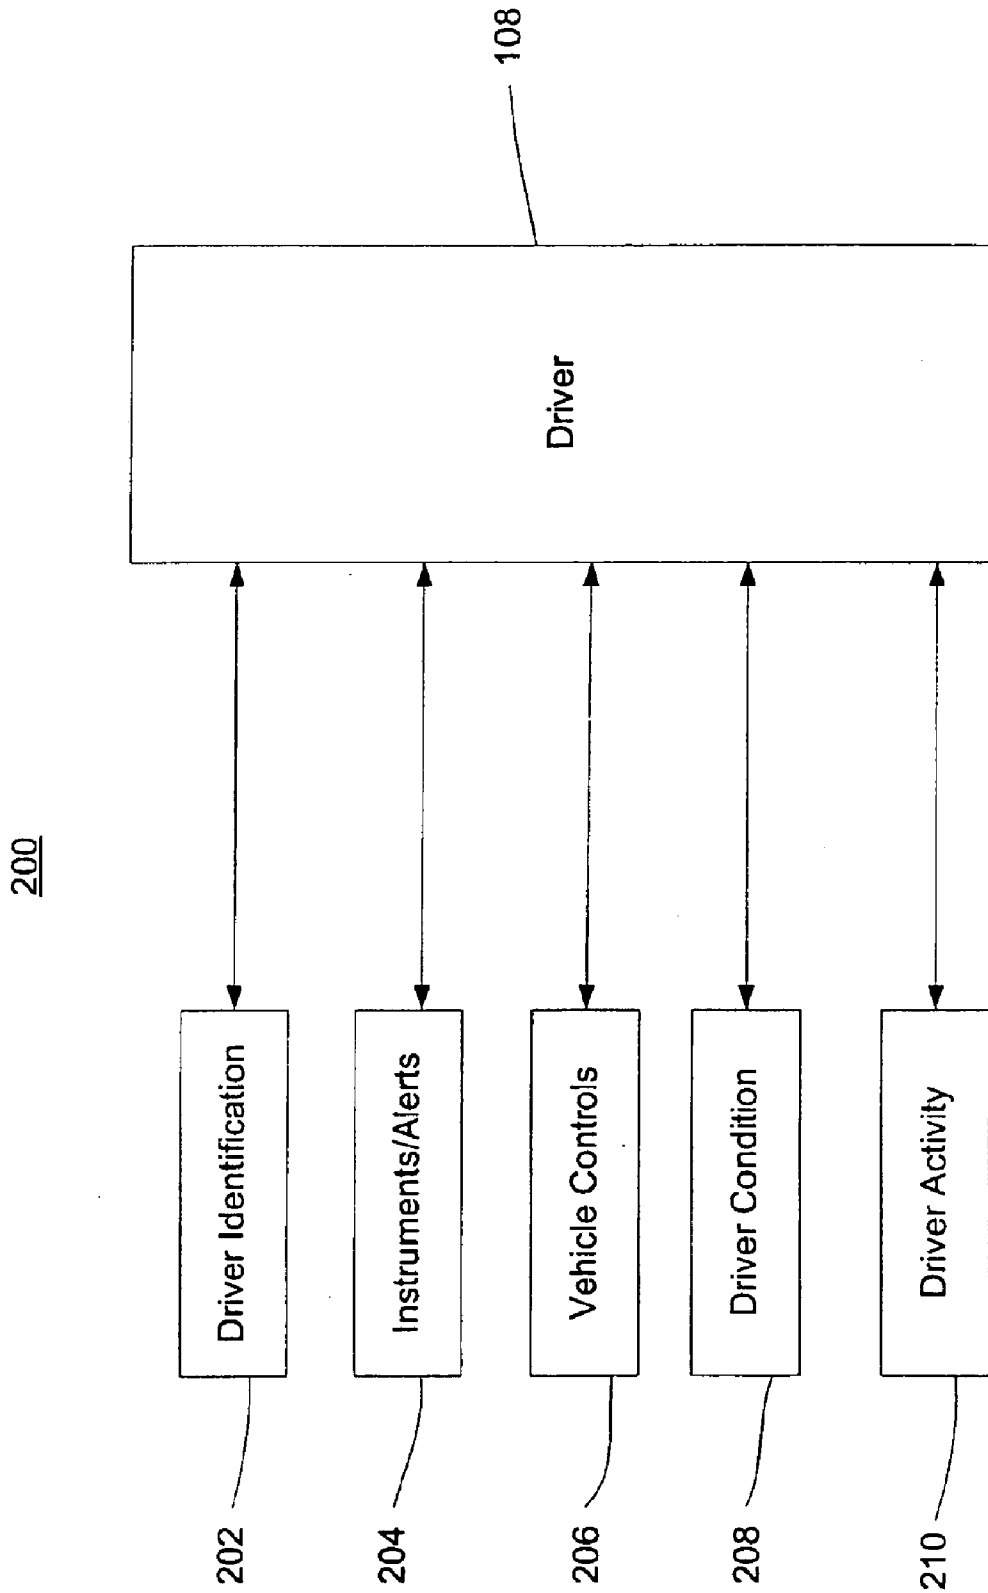 200
202
Driver Identification
204
Instruments/Alerts
206
Vehicle Controls
208
Driver Condition
210
Driver Activity
Driver
108